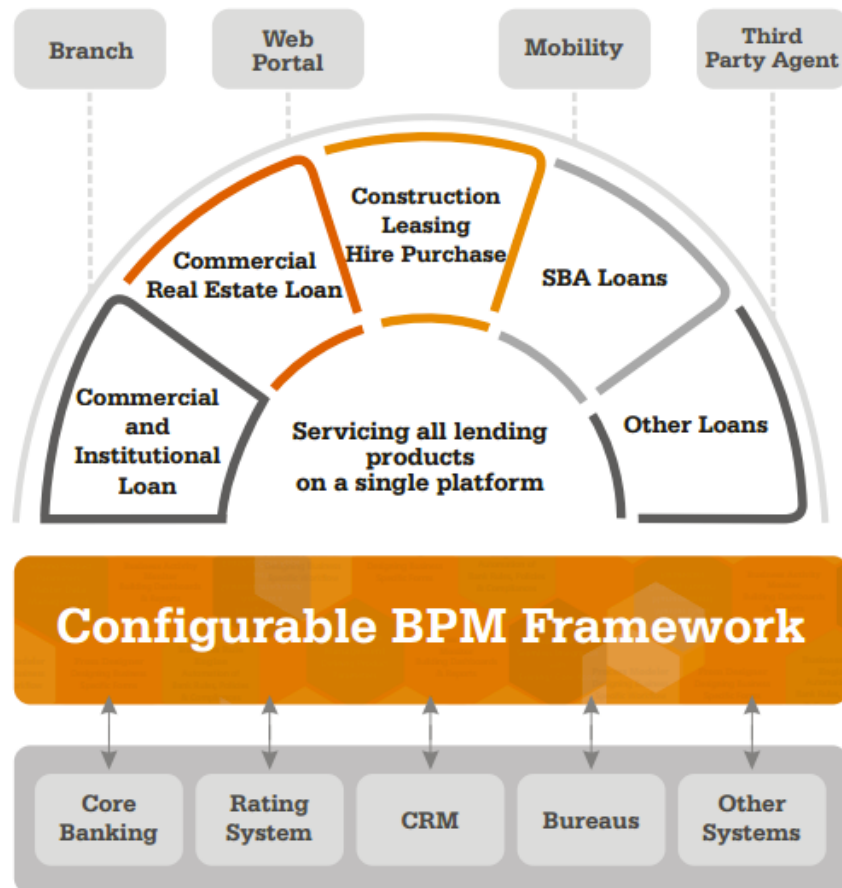 Branch
Web
Portal
Mobility
Third
Party Agent
Construction
Leasing
Hire Purchase
Commercial
Real Estate Loan
SBA Loans
Commercial
and
Institutional
Loan
Other Loans
Servicing all lending
products
on a single platform
Configurable BPM Framework
Core
Banking
Rating
System
CRM
Bureaus
Other
Systems